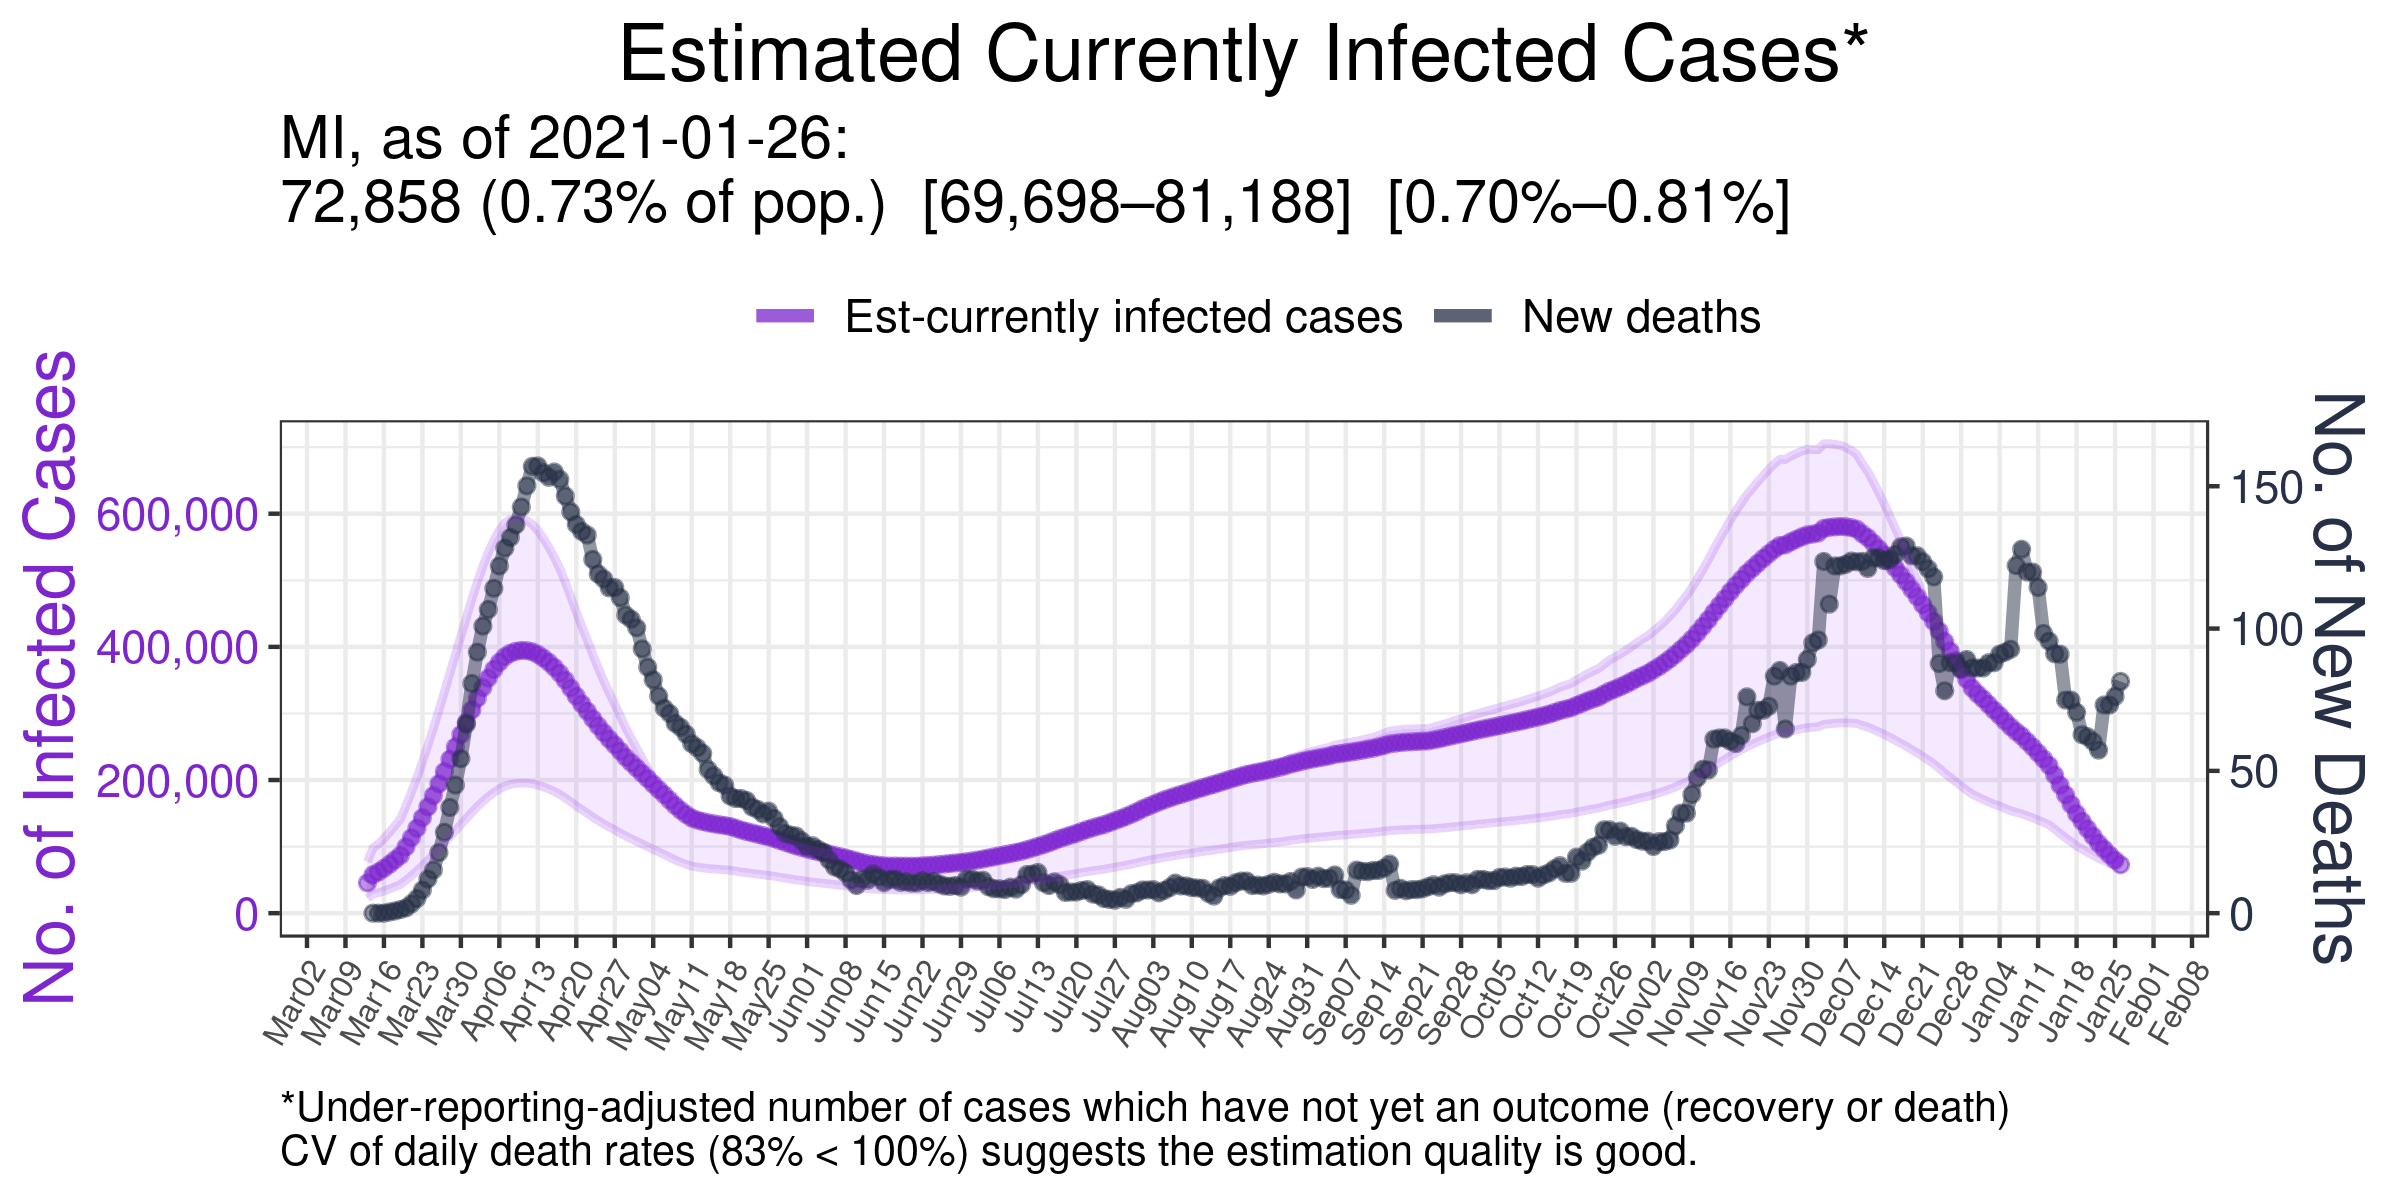 Estimated Currently Infected Cases*
MI, as of 2021-01-26:
72,858 (0.73% of pop.) [69,698–81,188] [0.70%–0.81%]
Est-currently infected cases New deaths
No. of Infected Cases
600,000
400,000
200,000
0
150
100
50
0
No. of New Deaths
Mar02 Mar09 Mar16 Mar23 Mar30 Apr06 Apr13 Apr20 Apr27 May04 May11 May18 May25 Jun01 Jun08 Jun15 Jun22 Jun29 Jul06 Jul13 Jul20 Jul27 Aug03 Aug10 Aug17 Aug24 Aug31 Sep07 Sep14 Sep21 Sep28 Oct05 Oct12 Oct19 Oct26 Nov02 Nov09 Nov16 Nov23 Nov30 Dec07 Dec14 Dec21 Dec28 Jan04 Jan11 Jan18 Jan25 Feb01 Feb08
*Under-reporting-adjusted number of cases which have not yet an outcome (recovery or death)
CV of daily death rates (83% < 100%) suggests the estimation quality is good.